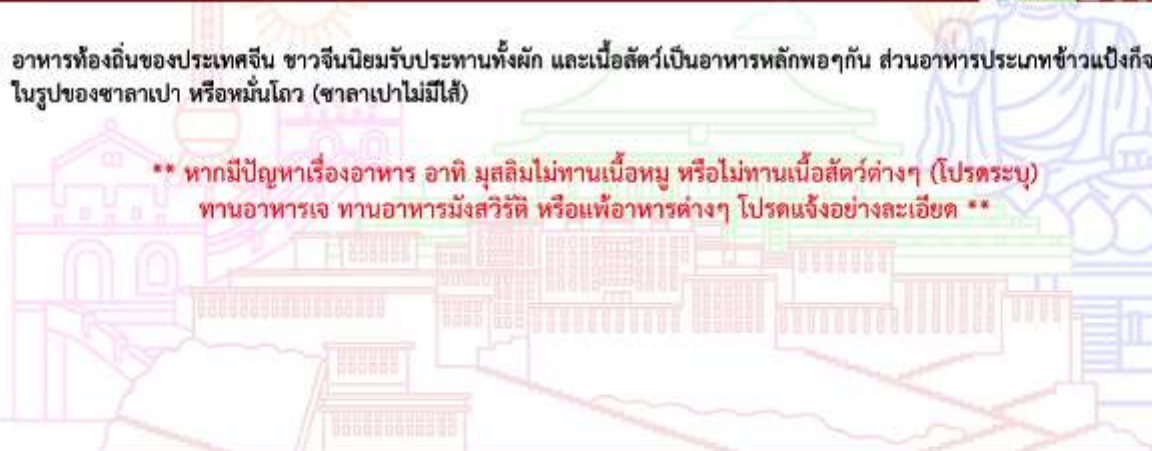 อาหารท้องถิ่นของประเทศจีน ชาวจีนนิยมรับประทานทั้งผัก และเนื้อสัตว์เป็นอาหารหลักพอๆกัน ส่วนอาหารประเภทข้าวแป้งก็จ
ในรูปของซาลาเปา หรือหมั่นโถว (ซาลาเปาไม่มีไส้)
** หากมีปัญหาเรื่องอาหาร อาทิ มุสลิมไม่ทานเนื้อหมู หรือไม่ทานเนื้อสัตว์ต่างๆ (โปรดระบุ)
ทานอาหารเจ ทานอาหารมังสวิรัติ หรือแพ้อาหารต่างๆ โปรดแจ้งอย่างละเอียด **